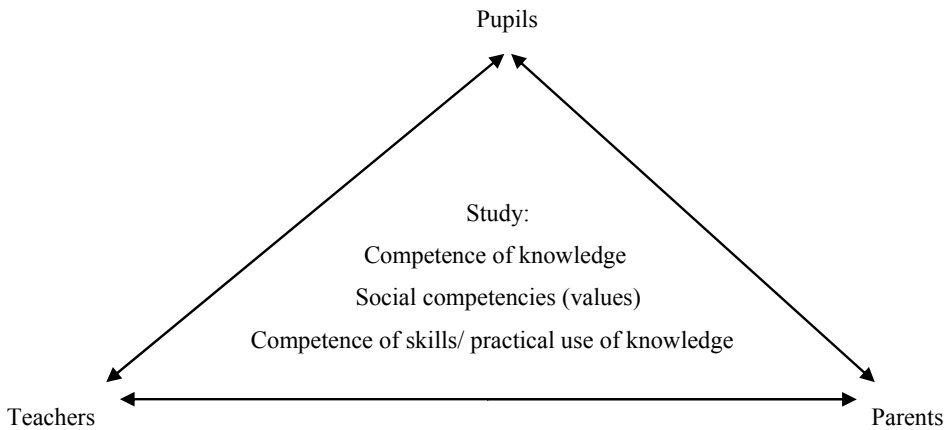 Pupils
Study:
Competence of knowledge
Social competencies (values)
Competence of skills/ practical use of knowledge
Teachers
Parents